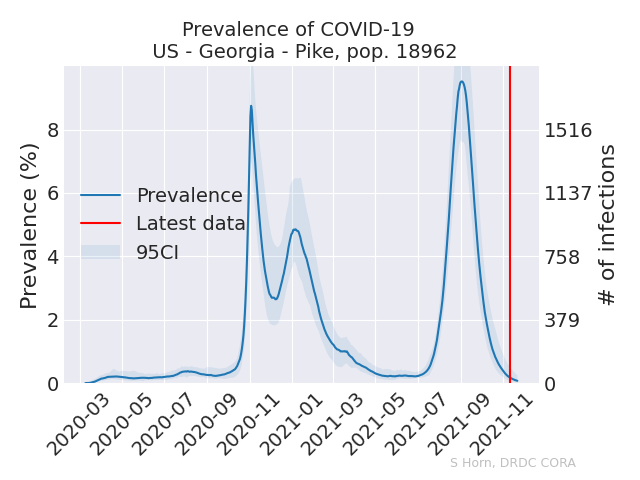 Prevalence of COVID-19
US - Georgia - Pike, pop. 18962
Prevalence (%)
8
6
4
2
0
1516
1137
758
379
0
# of infections
Prevalence
Latest data
95CI
2020-03
2020-05
2020-07
2020-09
2020-11
2021-01
2021-03
2021-05
2021-07
2021-09
2021-11
S Horn, DRDC CORA